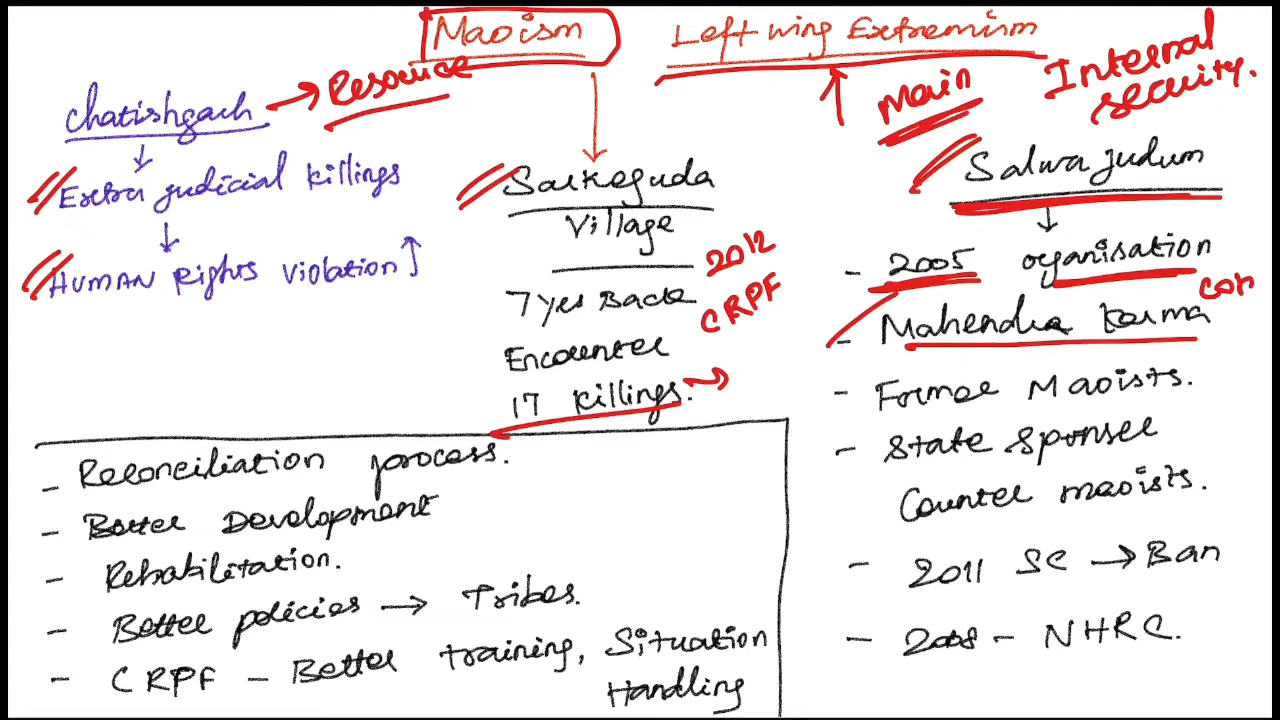 Maoism
Left wing Extremism
Main
Internal
security.
Chatishgarh → Resource
Extra judicial killings
Human Rights violation ↑
Sarkeguda
Village
2012
7 yrs Back
CRPF
Encounter
17 killings. →
Salwa judum
- 2005 organisation
con
- Mahendra karma
- Former Maoists.
- State Sponser
Counter maoists.
- 2011 SC → Ban
- 2008 - NHRC.
- Reconciliation process.
- Better Development
- Rehabilitation.
- Better policies → Tribes.
- CRPF - Better training, Situation
Handling